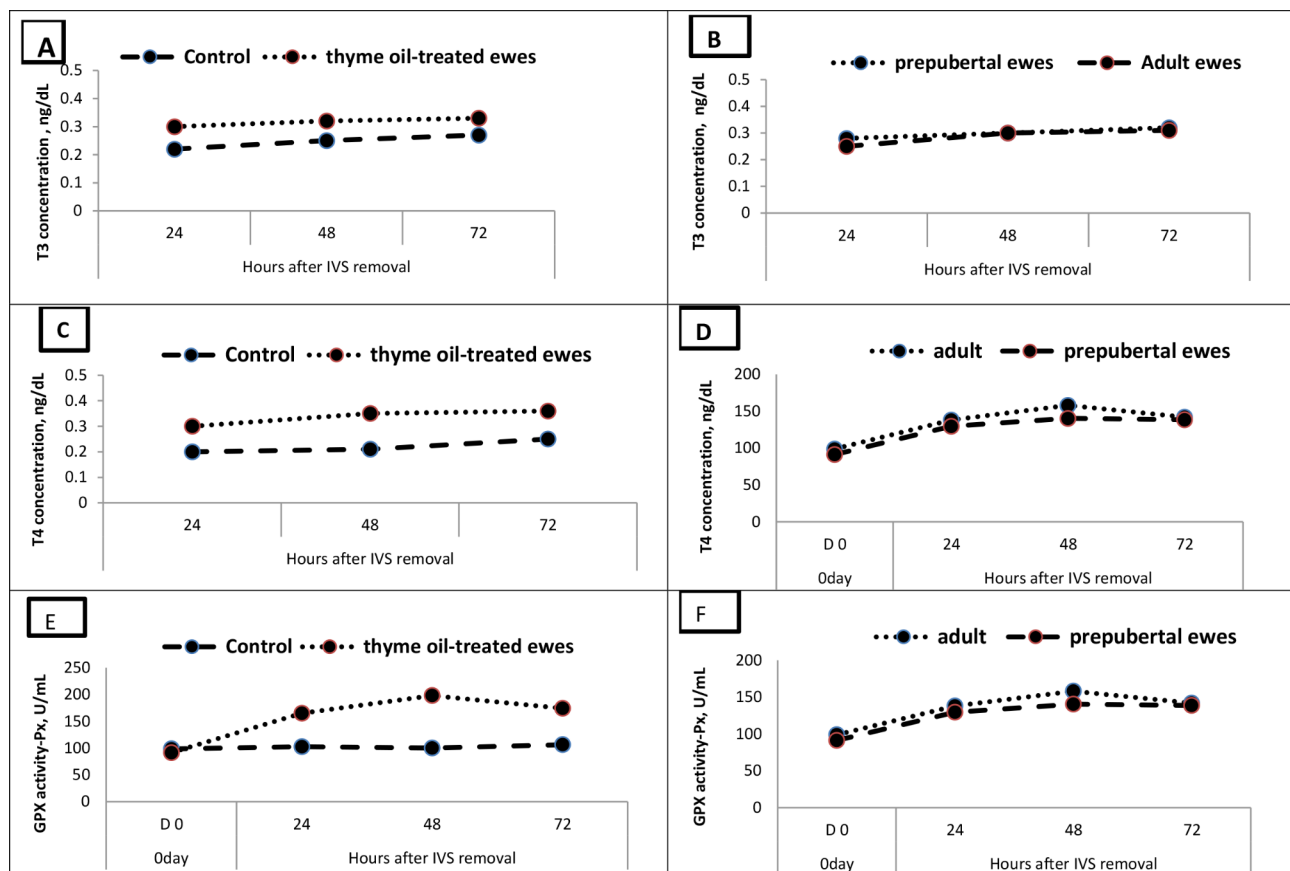 A
Control thyme oil-treated ewes
T3 concentration , ng/dL
0.5
0.4
0.3
0.2
0.1
0
24 48 72
Hours after IVS removal
B
prepubertal ewes Adult ewes
T3 concentration, ng/dL
0.5
0.4
0.3
0.2
0.1
0
24 48 72
Hours after IVS removal
C
Control thyme oil-treated ewes
T4 concentration, ng/dL
0.5
0.4
0.3
0.2
0.1
0
24 48 72
Hours after IVS removal
D
adult prepubertal ewes
T4 concentration, ng/dL
200
150
100
50
0
D 0 24 48 72
0day Hours after IVS removal
E
Control thyme oil-treated ewes
GPX activity-Px, U/mL
250
200
150
100
50
0
D 0 24 48 72
0day Hours after IVS removal
F
adult prepubertal ewes
GPX activity-Px, U/mL
200
150
100
50
0
D 0 24 48 72
0day Hours after IVS removal